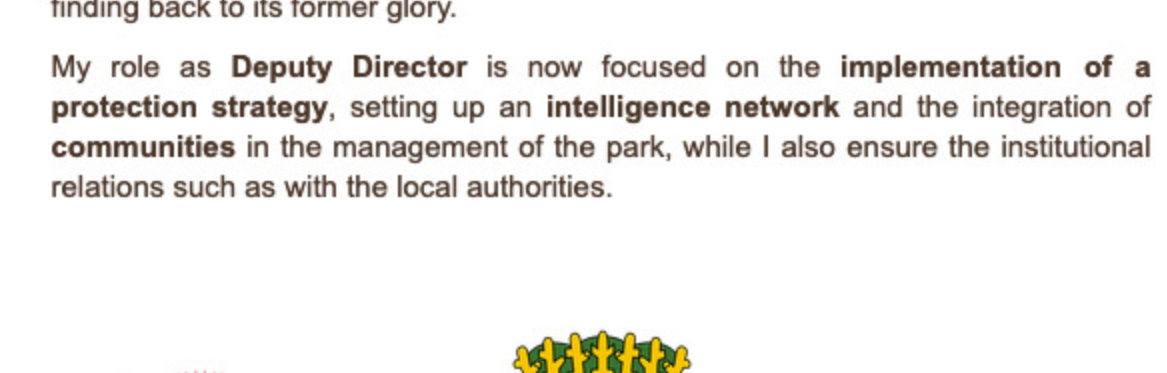 finding back to its former glory.
My role as Deputy Director is now focused on the implementation of a
protection strategy, setting up an intelligence network and the integration of
communities in the management of the park, while I also ensure the institutional
relations such as with the local authorities.